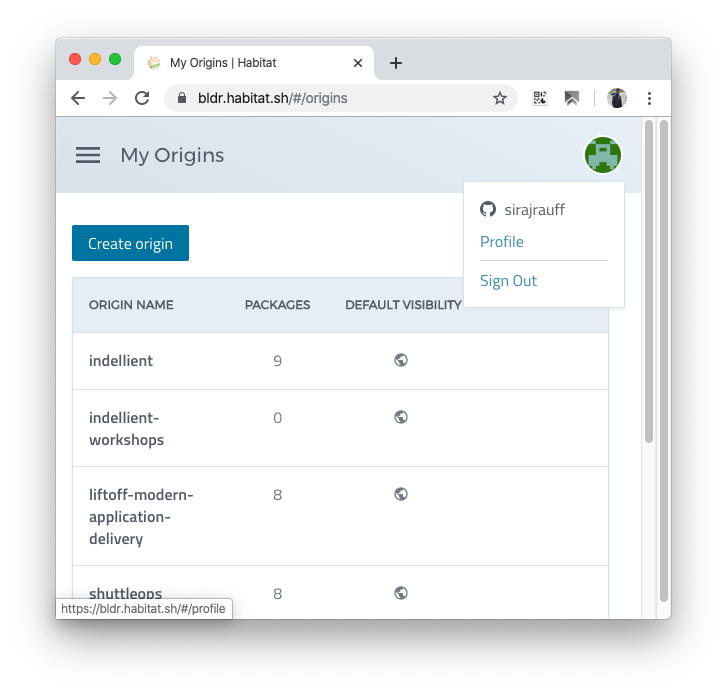 My Origins | Habitat
bldr.habitat.sh/#/origins
My Origins
sirajrauff
Profile
Sign Out
Create origin
ORIGIN NAME PACKAGES DEFAULT VISIBILITY
indellient 9
indellient-
workshops 0
liftoff-modern-
application-
delivery 8
shuttleops 8
https://bldr.habitat.sh/#/profile